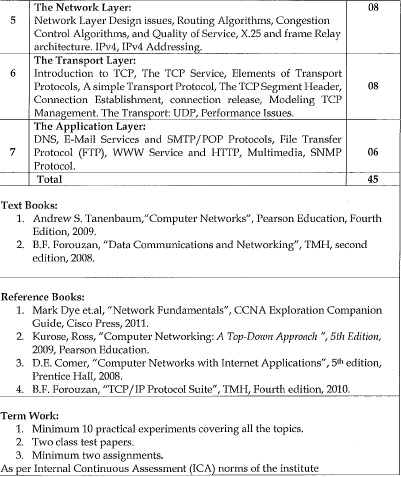 The Network Layer:
5
Network Layer Design issues, Routing Algorithms, Congestion
Control Algorithms, and Quality of Service, X.25 and frame Relay
architecture. IPv4, IPv4 Addressing.
08
The Transport Layer:
6
Introduction to TCP, The TCP Service, Elements of Transport
Protocols, A simple Transport Protocol, The TCP Segment Header,
Connection Establishment, connection release, Modeling TCP
Management. The Transport: UDP, Performance Issues.
08
The Application Layer:
7
DNS, E-Mail Services and SMTP/POP Protocols, File Transfer
Protocol (FTP), WWW Service and HTTP, Multimedia, SNMP
Protocol.
06
Total 45
Text Books:
1. Andrew S. Tanenbaum,"Computer Networks", Pearson Education, Fourth
Edition, 2009.
2. B.F. Forouzan, "Data Communications and Networking", TMH, second
edition, 2008.
Reference Books:
1. Mark Dye et.al, "Network Fundamentals", CCNA Exploration Companion
Guide, Cisco Press, 2011.
2. Kurose, Ross, "Computer Networking: A Top-Down Approach ", 5th Edition,
2009, Pearson Education.
3. D.E. Comer, "Computer Networks with Internet Applications", 5th edition,
Prentice Hall, 2008.
4. B.F. Forouzan, "TCP/IP Protocol Suite", TMH, Fourth edition, 2010.
Term Work:
1. Minimum 10 practical experiments covering all the topics.
2. Two class test papers.
3. Minimum two assignments.
As per Internal Continuous Assessment (ICA) norms of the institute